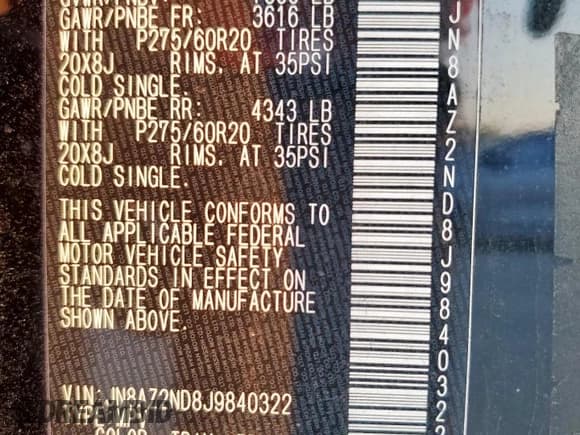 GAWR/PNBE FR: 3616 LB
WITH P275/60R20 TIRES
20X8J RIMS. AT 35PSI
COLD SINGLE.
GAWR/PNBE RR: 4343 LB
WITH P275/60R20 TIRES
20X8J RIMS. AT 35PSI
COLD SINGLE.
THIS VEHICLE CONFORMS TO
ALL APPLICABLE FEDERAL
MOTOR VEHICLE SAFETY
STANDARDS IN EFFECT ON
THE DATE OF MANUFACTURE
SHOWN ABOVE.
VIN: JN8AZ2ND8J9840322
JN8AZ2ND8J9840322